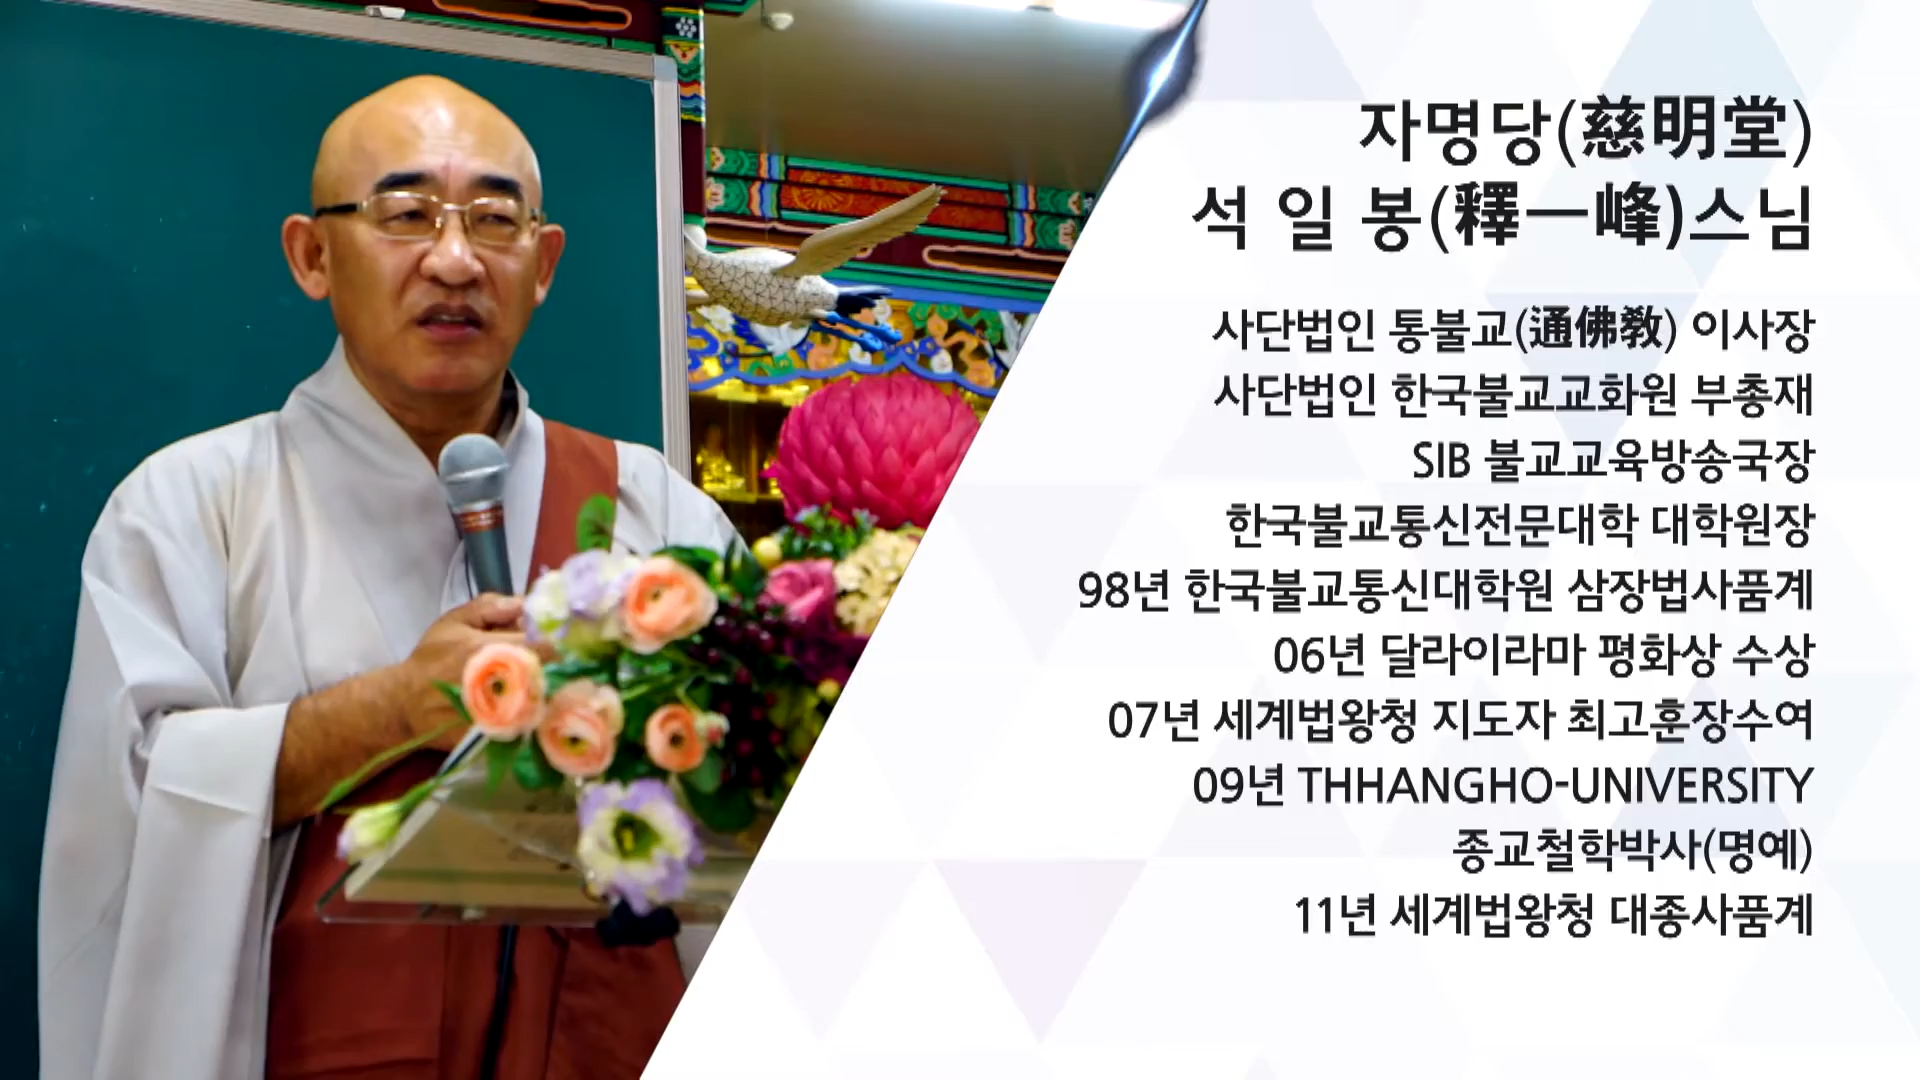 자명당(慈明堂)
석 일 봉(釋一峰)스님
사단법인 통불교(通佛敎) 이사장
사단법인 한국불교교화원 부총재
SIB 불교교육방송국장
한국불교통신전문대학 대학원장
98년 한국불교통신대학원 삼장법사품계
06년 달라이라마 평화상 수상
07년 세계법왕청 지도자 최고훈장수여
09년 THHANGHO-UNIVERSITY
종교철학박사(명예)
11년 세계법왕청 대종사품계